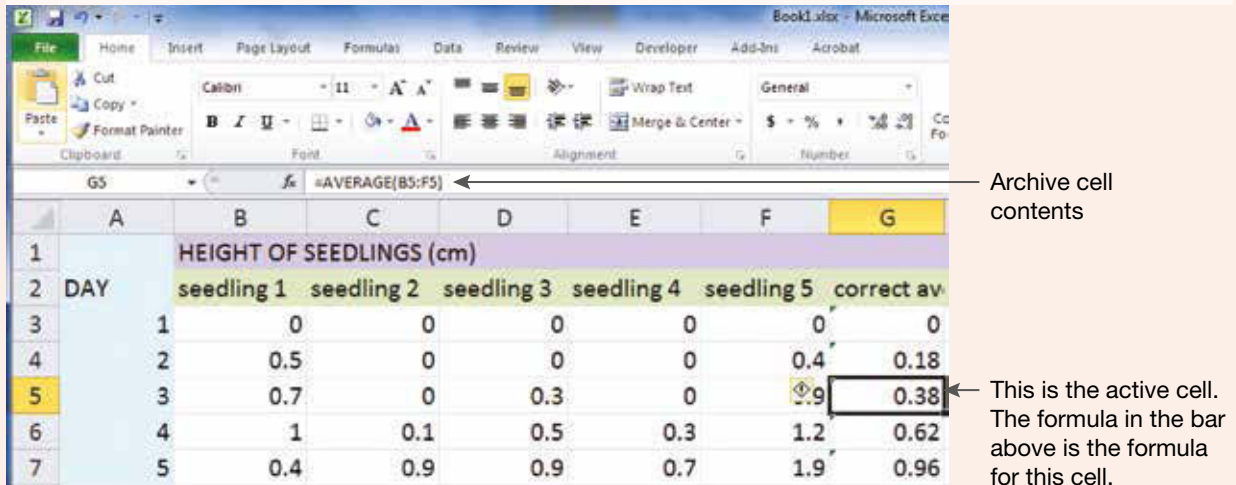 Book1.xlsx - Microsoft Exce
File Home Insert Page Layout Formulas Data Review View Developer Add-Ins Acrobat
Cut
Copy
Format Painter
Paste
Calibri 11 A A
B I U A
Wrap Text
Merge & Center
General
$ % ,
Clipboard Font Alignment Number
G5 fx =AVERAGE(B5:F5)
Archive cell
contents
A B C D E F G
1 HEIGHT OF SEEDLINGS (cm)
2 DAY seedling 1 seedling 2 seedling 3 seedling 4 seedling 5 correct av
3 1 0 0 0 0 0 0
4 2 0.5 0 0 0 0.4 0.18
5 3 0.7 0 0.3 0 .9 0.38
6 4 1 0.1 0.5 0.3 1.2 0.62
7 5 0.4 0.9 0.9 0.7 1.9 0.96
This is the active cell.
The formula in the bar
above is the formula
for this cell.